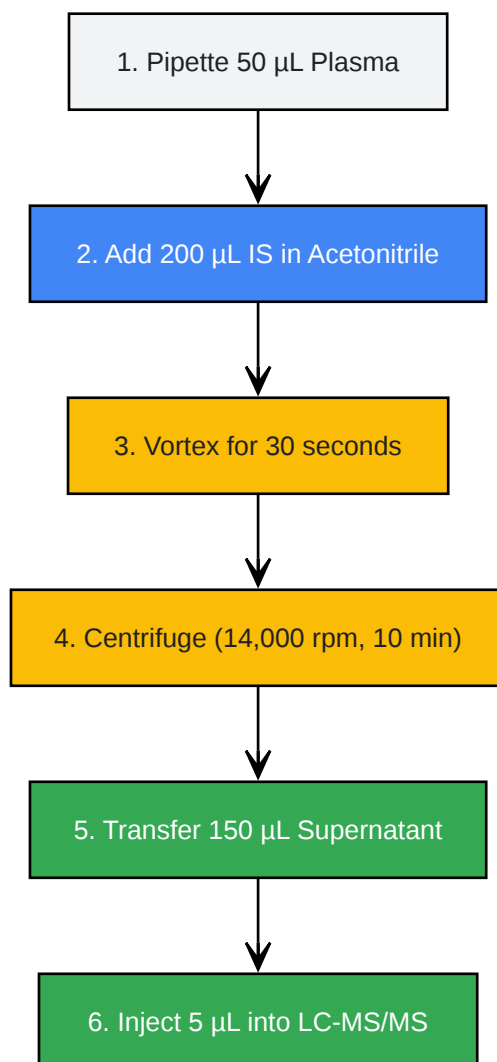 1. Pipette 50 µL Plasma
2. Add 200 µL IS in Acetonitrile
3. Vortex for 30 seconds
4. Centrifuge (14,000 rpm, 10 min)
5. Transfer 150 µL Supernatant
6. Inject 5 µL into LC-MS/MS